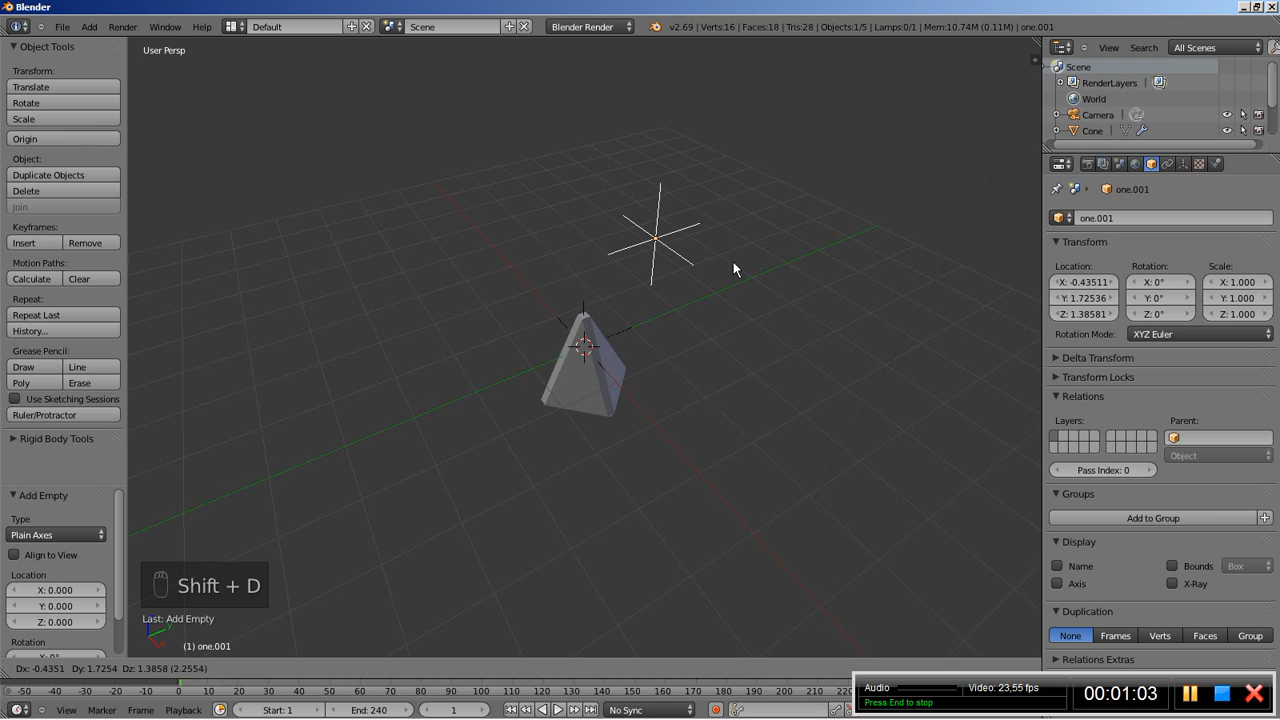 Blender
File Add Render Window Help Default Scene Blender Render v2.69 | Verts:16 | Faces:18 | Tris:28 | Objects:1/5 | Lamps:0/1 | Mem:10.74M (0.11M) | one.001
Object Tools
Transform:
Translate
Rotate
Scale
Origin
Object:
Duplicate Objects
Delete
Join
Keyframes:
Insert Remove
Motion Paths:
Calculate Clear
Repeat:
Repeat Last
History...
Grease Pencil:
Draw Line
Poly Erase
Use Sketching Sessions
Ruler/Protractor
Rigid Body Tools
Add Empty
Type
Plain Axes
Align to View
Location
X: 0.000
Y: 0.000
Z: 0.000
Rotation
User Persp
Shift + D
Last: Add Empty
(1) one.001
Dx: -0.4351 Dy: 1.7254 Dz: 1.3858 (2.2554)
View Search All Scenes
Scene
RenderLayers
World
Camera
Cone
one.001
one.001
Transform
Location: Rotation: Scale:
X: -0.43511 X: 0° X: 1.000
Y: 1.72536 Y: 0° Y: 1.000
Z: 1.38581 Z: 0° Z: 1.000
Rotation Mode: XYZ Euler
Delta Transform
Transform Locks
Relations
Layers: Parent:
Object
Pass Index: 0
Groups
Add to Group
Display
Name Bounds Box
Axis X-Ray
Duplication
None Frames Verts Faces Group
Relations Extras
-50 -40 -30 -20 -10 0 10 20 30 40 50 60 70 80 90 100 110 120 130 140 150 160 170 180 190 200 210 220
View Marker Frame Playback Start: 1 End: 240 1 No Sync
Audio Video: 23,55 fps
Press End to stop
00:01:03